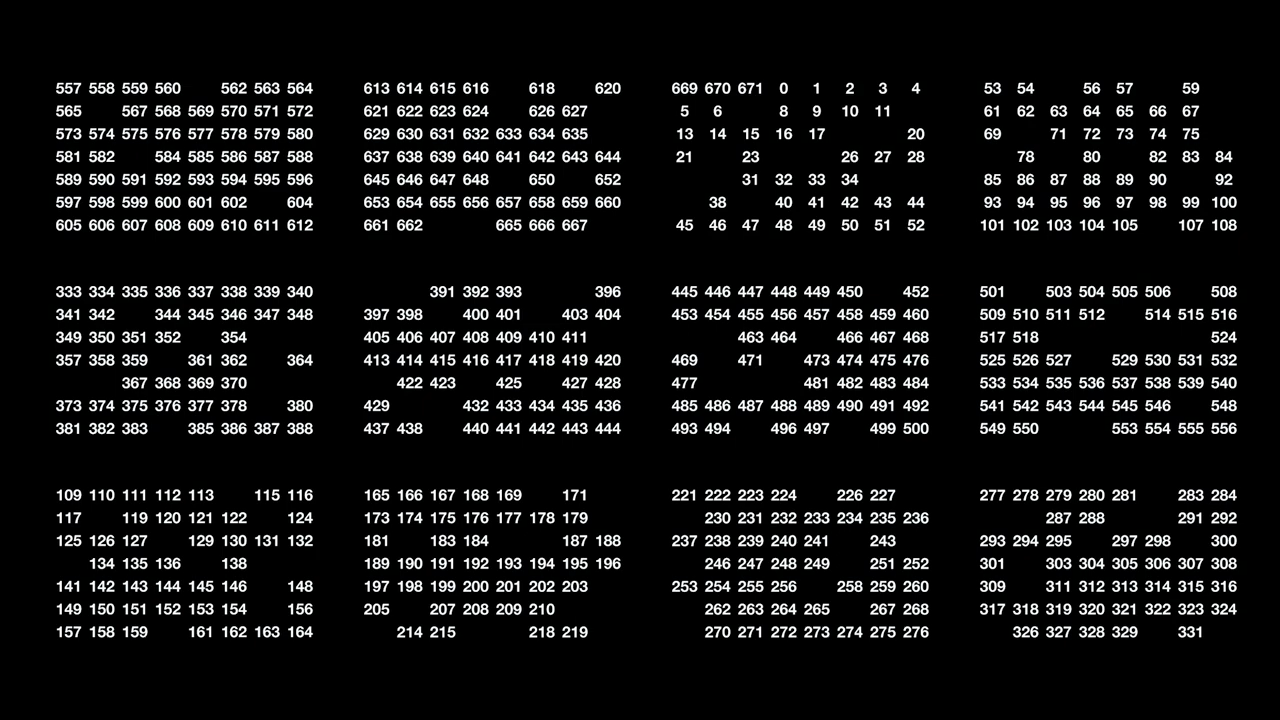 557 558 559 560 562 563 564
565 567 568 569 570 571 572
573 574 575 576 577 578 579 580
581 582 584 585 586 587 588
589 590 591 592 593 594 595 596
597 598 599 600 601 602 604
605 606 607 608 609 610 611 612
613 614 615 616 618 620
621 622 623 624 626 627
629 630 631 632 633 634 635
637 638 639 640 641 642 643 644
645 646 647 648 650 652
653 654 655 656 657 658 659 660
661 662 665 666 667
669 670 671 0 1 2 3 4
5 6 8 9 10 11
13 14 15 16 17 20
21 23 26 27 28
31 32 33 34
38 40 41 42 43 44
45 46 47 48 49 50 51 52
53 54 56 57 59
61 62 63 64 65 66 67
69 71 72 73 74 75
78 80 82 83 84
85 86 87 88 89 90 92
93 94 95 96 97 98 99 100
101 102 103 104 105 107 108
333 334 335 336 337 338 339 340
341 342 344 345 346 347 348
349 350 351 352 354
357 358 359 361 362 364
367 368 369 370
373 374 375 376 377 378 380
381 382 383 385 386 387 388
391 392 393 396
397 398 400 401 403 404
405 406 407 408 409 410 411
413 414 415 416 417 418 419 420
422 423 425 427 428
429 432 433 434 435 436
437 438 440 441 442 443 444
445 446 447 448 449 450 452
453 454 455 456 457 458 459 460
463 464 466 467 468
469 471 473 474 475 476
477 481 482 483 484
485 486 487 488 489 490 491 492
493 494 496 497 499 500
501 503 504 505 506 508
509 510 511 512 514 515 516
517 518 524
525 526 527 529 530 531 532
533 534 535 536 537 538 539 540
541 542 543 544 545 546 548
549 550 553 554 555 556
109 110 111 112 113 115 116
117 119 120 121 122 124
125 126 127 129 130 131 132
134 135 136 138
141 142 143 144 145 146 148
149 150 151 152 153 154 156
157 158 159 161 162 163 164
165 166 167 168 169 171
173 174 175 176 177 178 179
181 183 184 187 188
189 190 191 192 193 194 195 196
197 198 199 200 201 202 203
205 207 208 209 210
214 215 218 219
221 222 223 224 226 227
230 231 232 233 234 235 236
237 238 239 240 241 243
246 247 248 249 251 252
253 254 255 256 258 259 260
262 263 264 265 267 268
270 271 272 273 274 275 276
277 278 279 280 281 283 284
287 288 291 292
293 294 295 297 298 300
301 303 304 305 306 307 308
309 311 312 313 314 315 316
317 318 319 320 321 322 323 324
326 327 328 329 331